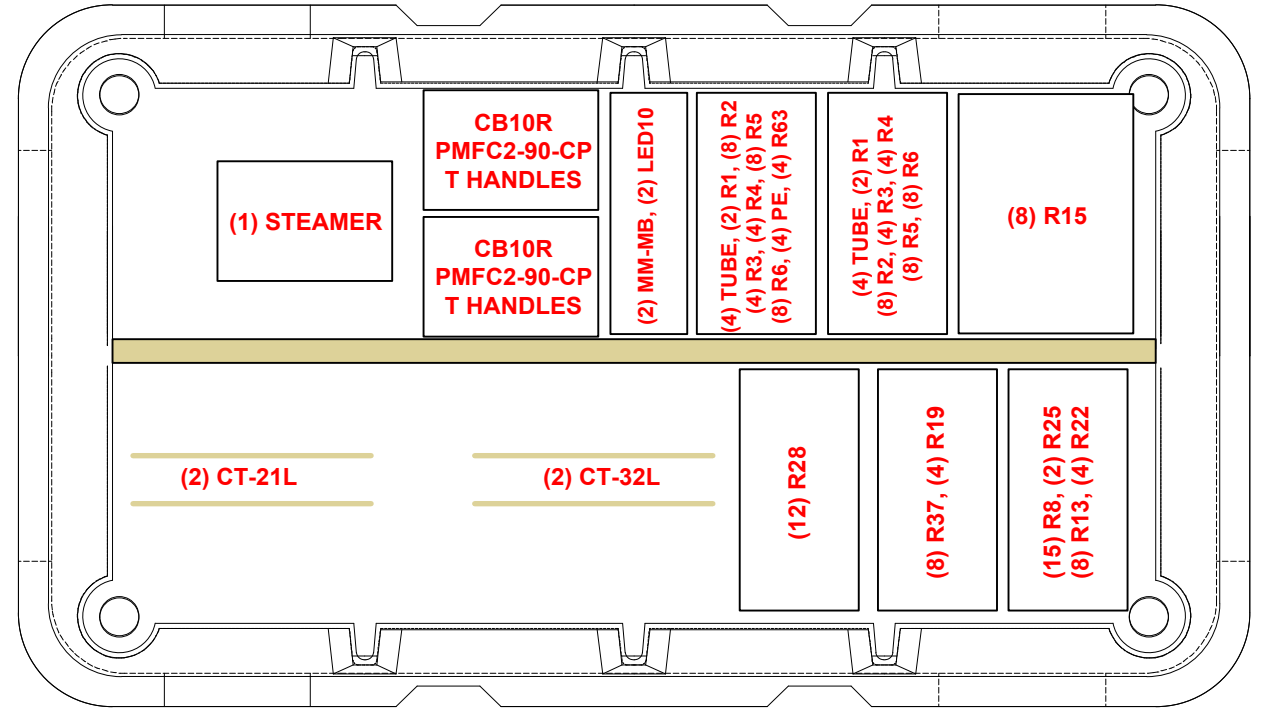 (1) STEAMER
CB10R
PMFC2-90-CP
T HANDLES
CB10R
PMFC2-90-CP
T HANDLES
(2) MM-MB, (2) LED10
(4) TUBE, (2) R1, (8) R2
(4) R3, (4) R4, (8) R5
(8) R6, (4) PE, (4) R63
(4) TUBE, (2) R1
(8) R2, (4) R3, (4) R4
(8) R5, (8) R6
(8) R15
(2) CT-21L
(2) CT-32L
(12) R28
(8) R37, (4) R19
(15) R8, (2) R25
(8) R13, (4) R22